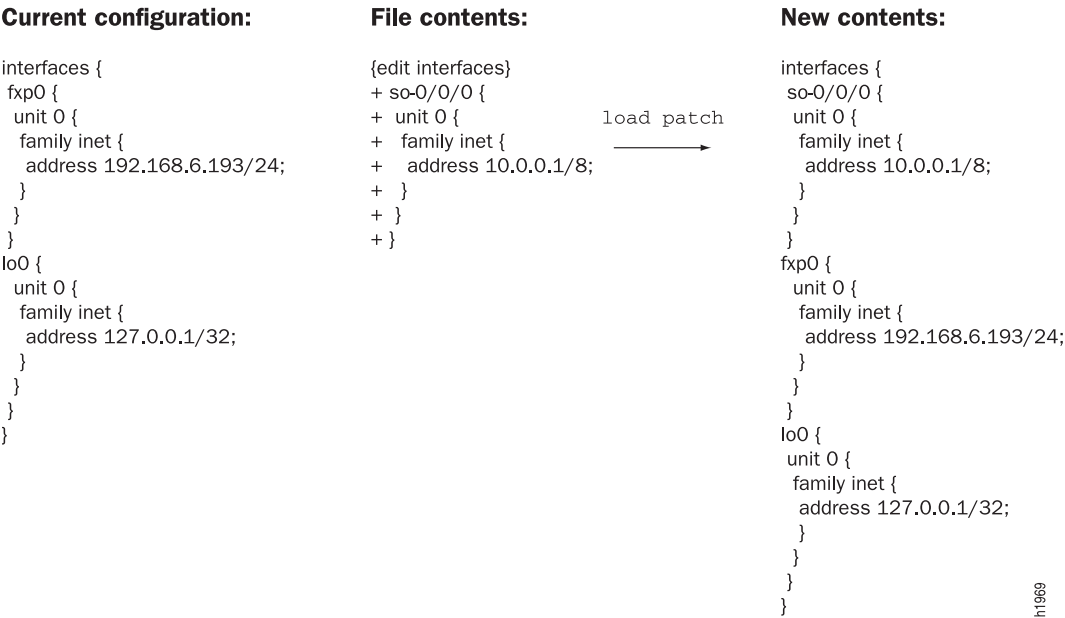 Current configuration:
interfaces {
fxp0 {
unit 0 {
family inet {
address 192.168.6.193/24;
}
}
}
lo0 {
unit 0 {
family inet {
address 127.0.0.1/32;
}
}
}
}
File contents:
{edit interfaces}
+ so-0/0/0 {
+ unit 0 {
+ family inet {
+ address 10.0.0.1/8;
+ }
+ }
+ }
load patch
New contents:
interfaces {
so-0/0/0 {
unit 0 {
family inet {
address 10.0.0.1/8;
}
}
}
fxp0 {
unit 0 {
family inet {
address 192.168.6.193/24;
}
}
}
lo0 {
unit 0 {
family inet {
address 127.0.0.1/32;
}
}
}
}
h1969